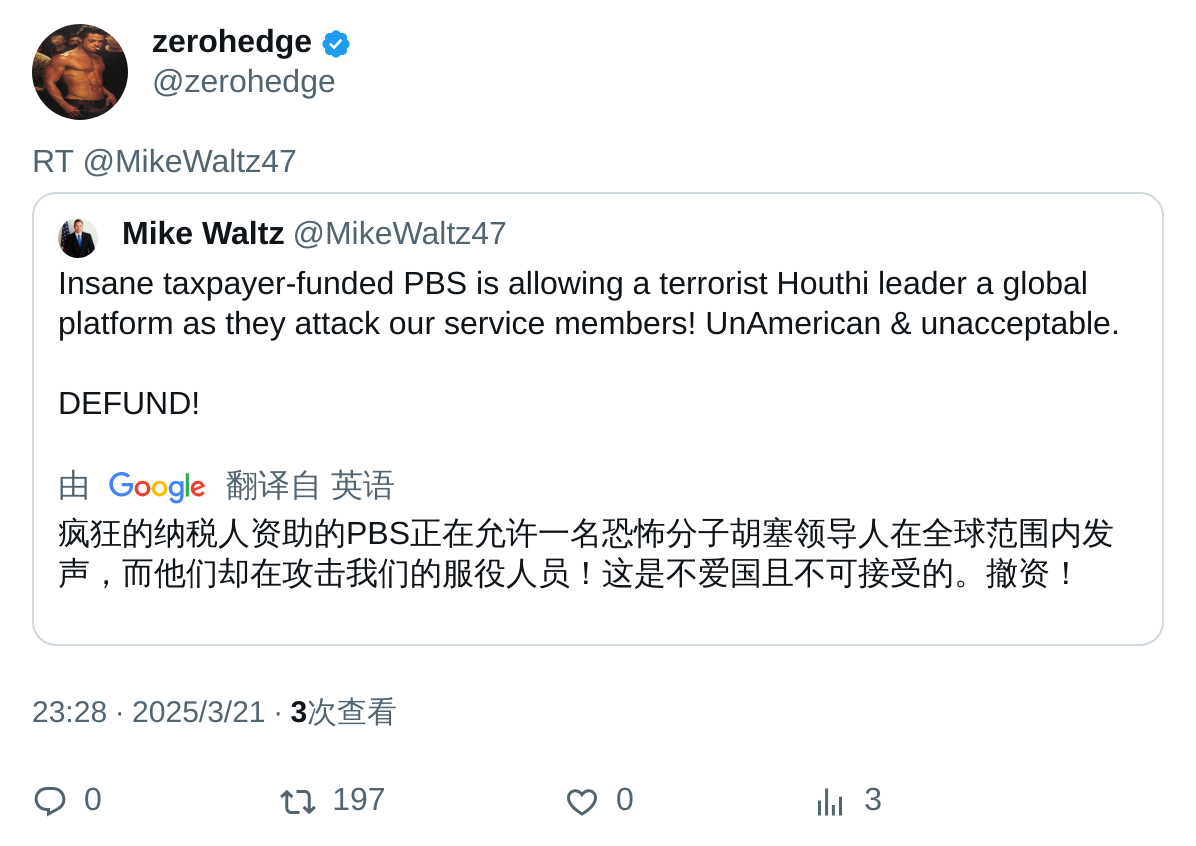 zerohedge
@zerohedge
RT @MikeWaltz47
Mike Waltz @MikeWaltz47
Insane taxpayer-funded PBS is allowing a terrorist Houthi leader a global
platform as they attack our service members! UnAmerican & unacceptable.
DEFUND!
由 Google 翻译自 英语
疯狂的纳税人资助的PBS正在允许一名恐怖分子胡塞领导人在全球范围内发
声，而他们却在攻击我们的服役人员！这是不爱国且不可接受的。撤资！
23:28 · 2025/3/21 · 3次查看
0 197 0 3